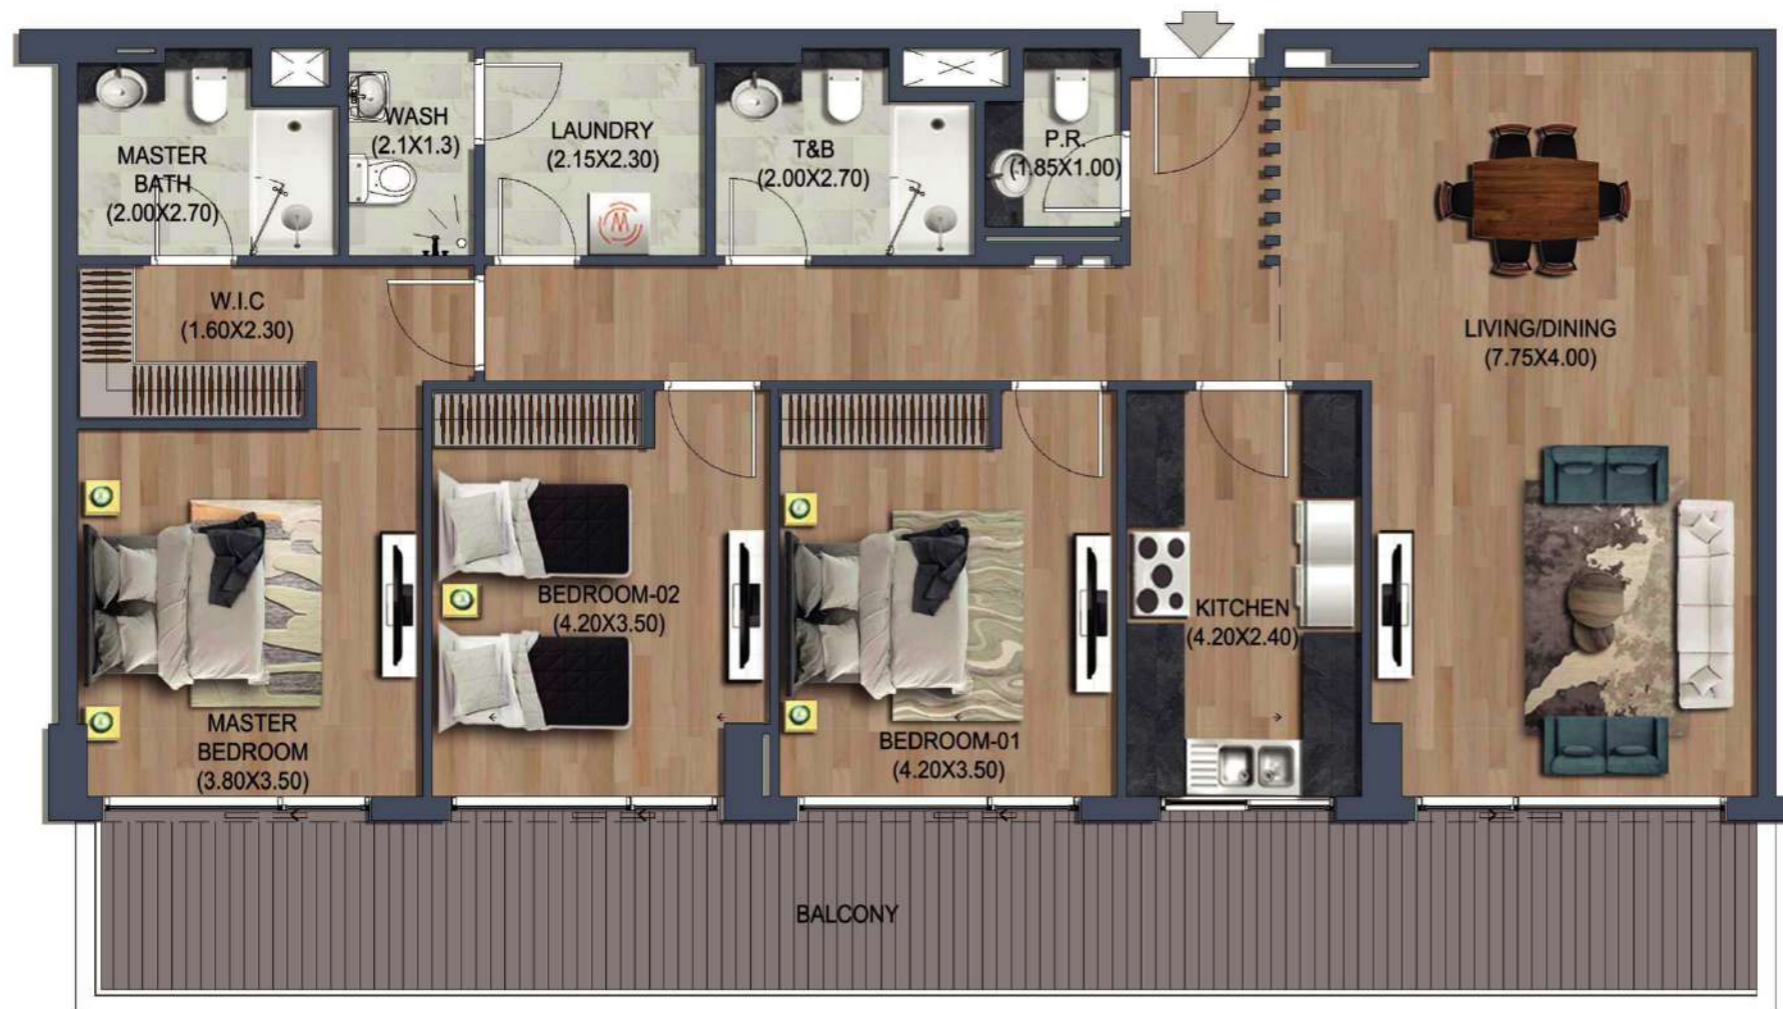 WASH
(2.1X1.3)
LAUNDRY
(2.15X2.30)
MASTER
BATH
(2.00X2.70)
T&B
(2.00X2.70)
P.R.
(1.85X1.00)
M
W.I.C
(1.60X2.30)
LIVING/DINING
(7.75X4.00)
BEDROOM-02
(4.20X3.50)
KITCHEN
(4.20X2.40)
MASTER
BEDROOM
(3.80X3.50)
BEDROOM-01
(4.20X3.50)
BALCONY